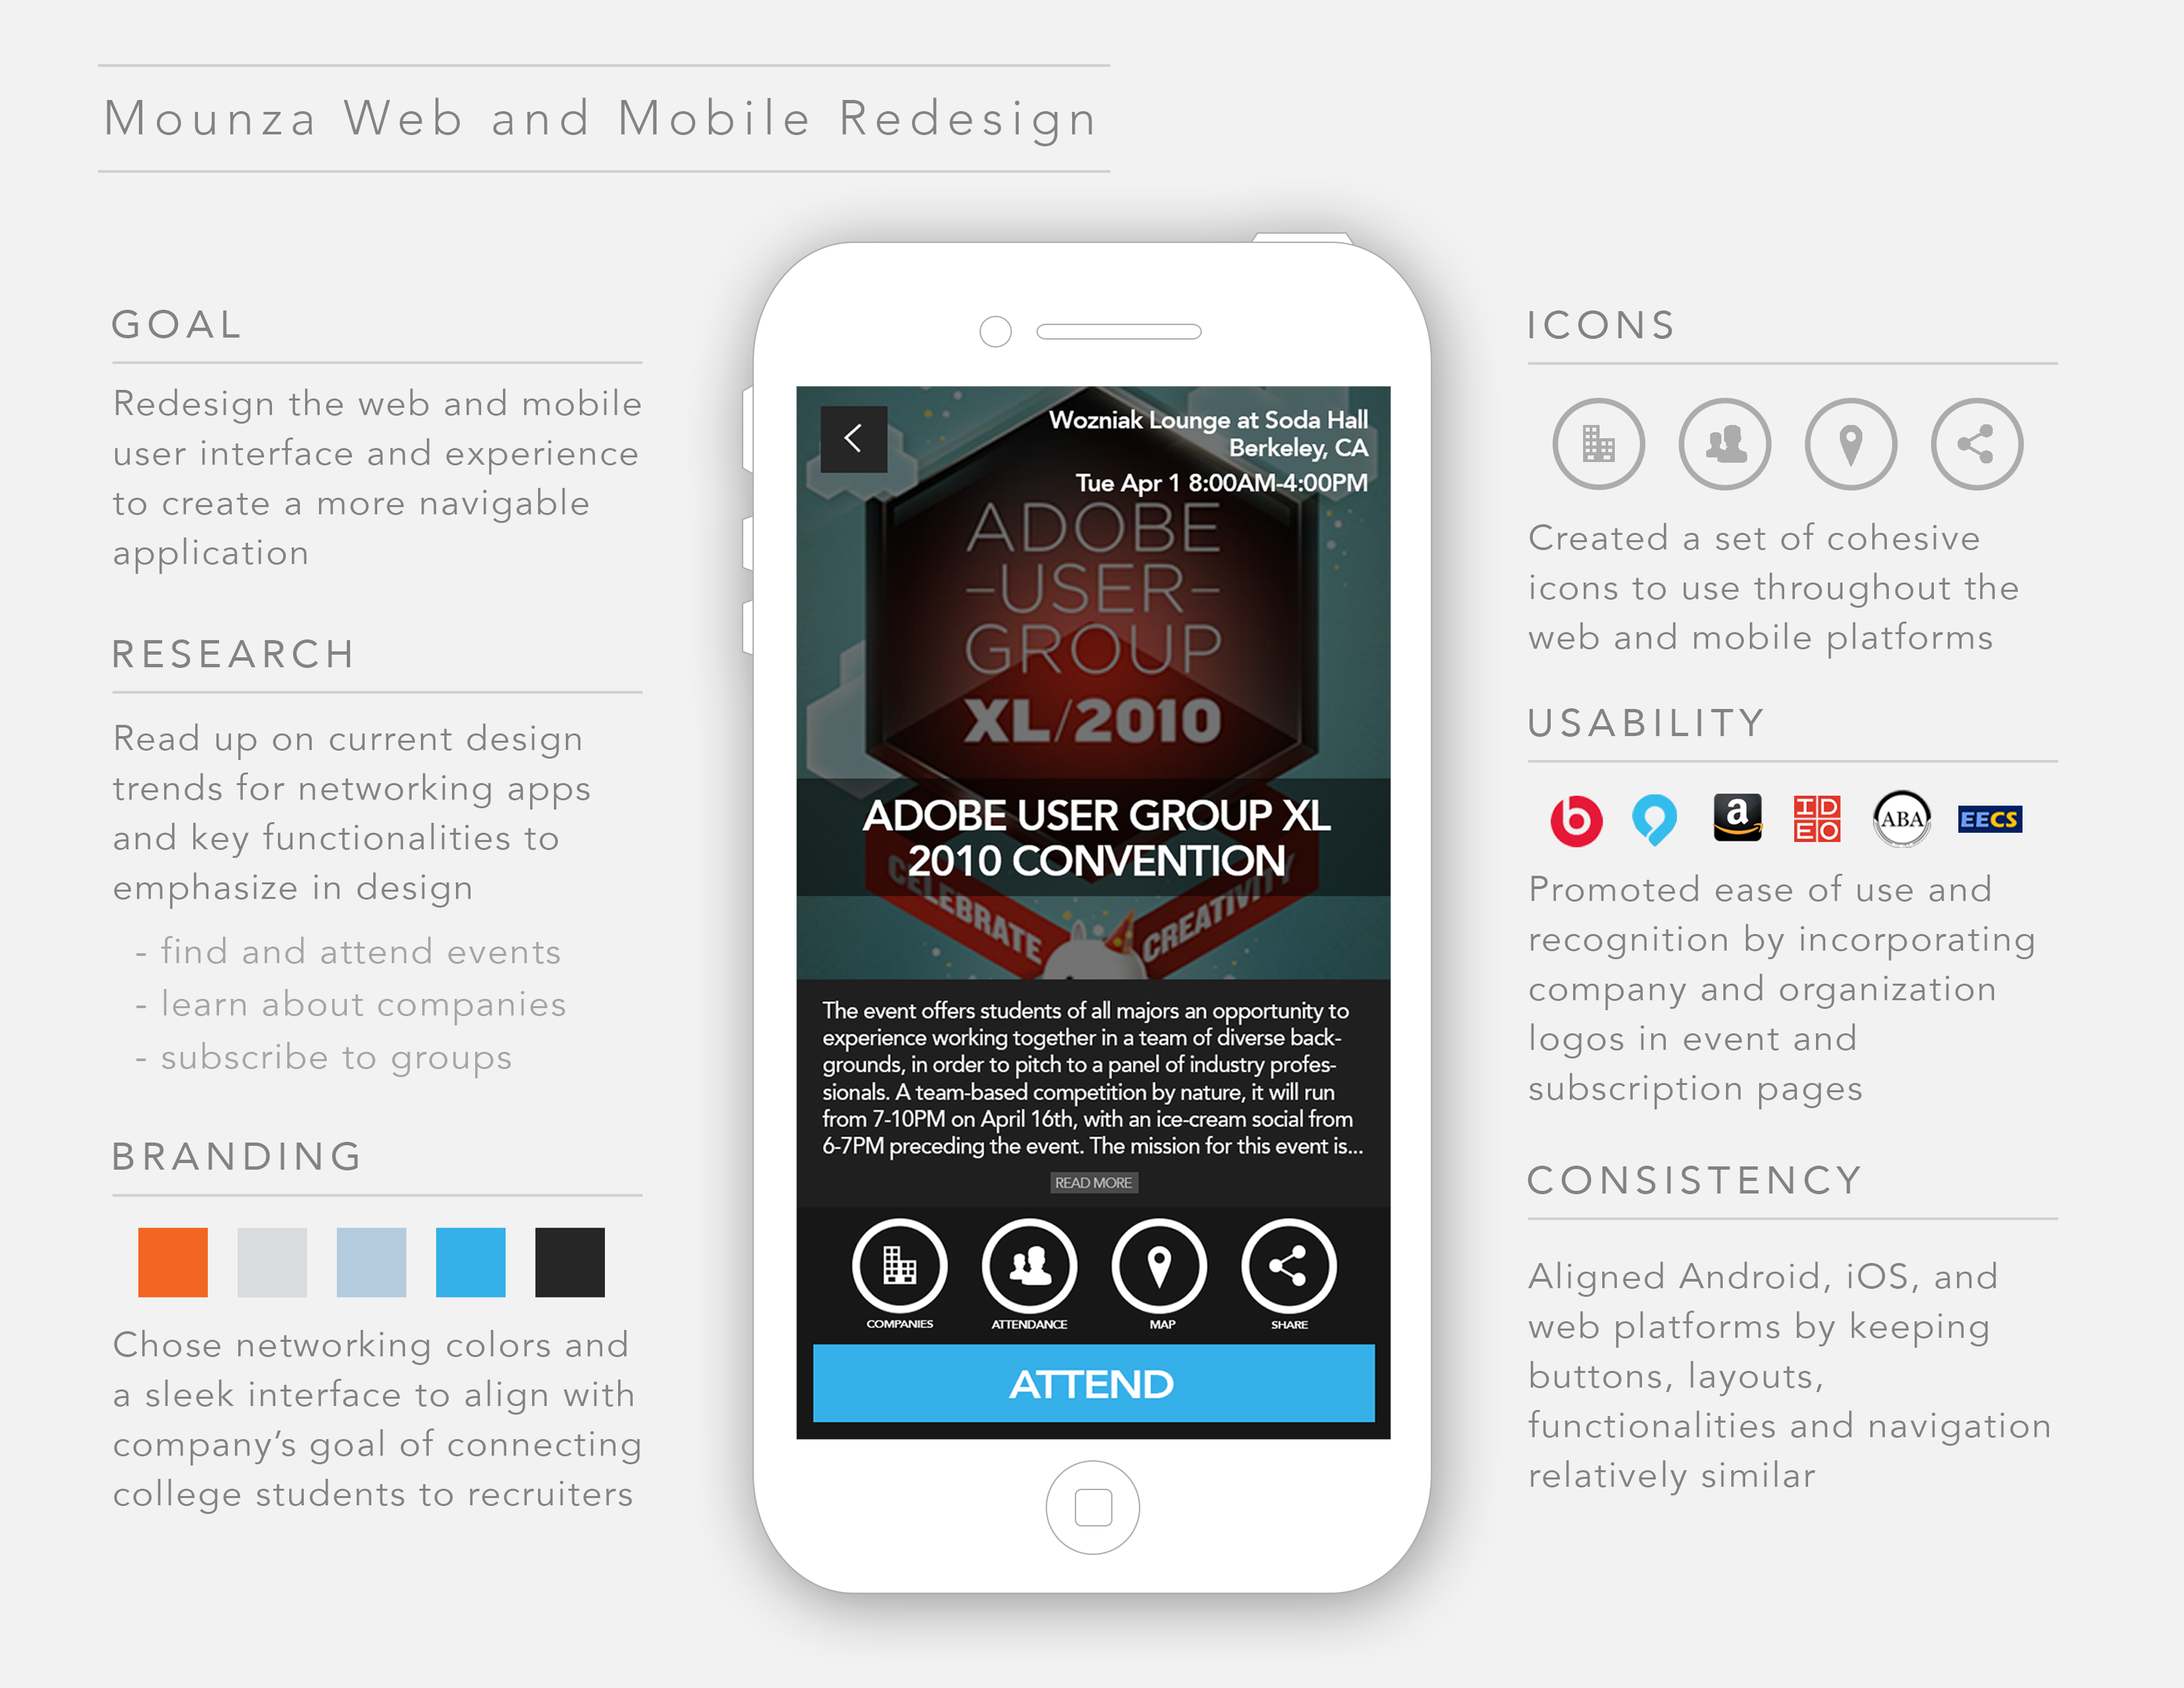 Mounza Web and Mobile Redesign
GOAL
Redesign the web and mobile
user interface and experience
to create a more navigable
application
RESEARCH
Read up on current design
trends for networking apps
and key functionalities to
emphasize in design
- find and attend events
- learn about companies
- subscribe to groups
BRANDING
Chose networking colors and
a sleek interface to align with
company’s goal of connecting
college students to recruiters
Wozniak Lounge at Soda Hall
Berkeley, CA
Tue Apr 1 8:00AM-4:00PM
ADOBE
-USER-
GROUP
XL/2010
ADOBE USER GROUP XL
2010 CONVENTION
CELEBRATE CREATIVITY
The event offers students of all majors an opportunity to
experience working together in a team of diverse back-
grounds, in order to pitch to a panel of industry profes-
sionals. A team-based competition by nature, it will run
from 7-10PM on April 16th, with an ice-cream social from
6-7PM preceding the event. The mission for this event is...
READ MORE
COMPANIES ATTENDANCE MAP SHARE
ATTEND
ICONS
Created a set of cohesive
icons to use throughout the
web and mobile platforms
USABILITY
b a IDEO ABA EECS
Promoted ease of use and
recognition by incorporating
company and organization
logos in event and
subscription pages
CONSISTENCY
Aligned Android, iOS, and
web platforms by keeping
buttons, layouts,
functionalities and navigation
relatively similar